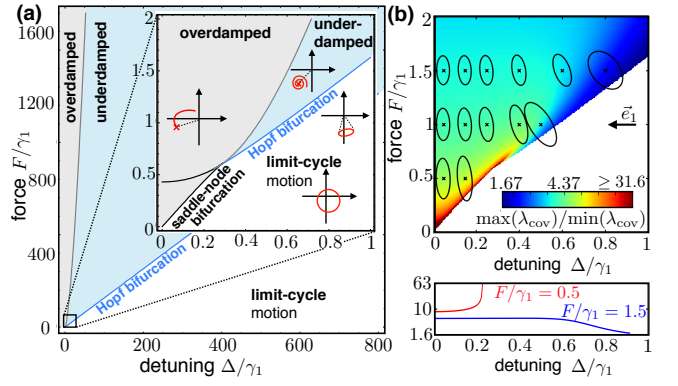 (a)
force F/γ₁
1600
1200
800
600
400
200
0
overdamped
underdamped
Hopf bifurcation
limit-cycle
motion
0
200
400
600
800
detuning Δ/γ₁
2
1.5
1
0.5
0
overdamped
under-
damped
Hopf bifurcation
saddle-node
bifurcation
limit-cycle
motion
0
0.2
0.4
0.6
0.8
1
(b)
force F/γ₁
2
1.5
1
0.5
0
e⃗₁
1.67 4.37 ≥31.6
max(λcov)/min(λcov)
0 0.2 0.4 0.6 0.8 1
detuning Δ/γ₁
63
10
1.6
F/γ₁ = 0.5
F/γ₁ = 1.5
0 0.2 0.4 0.6 0.8 1
detuning Δ/γ₁